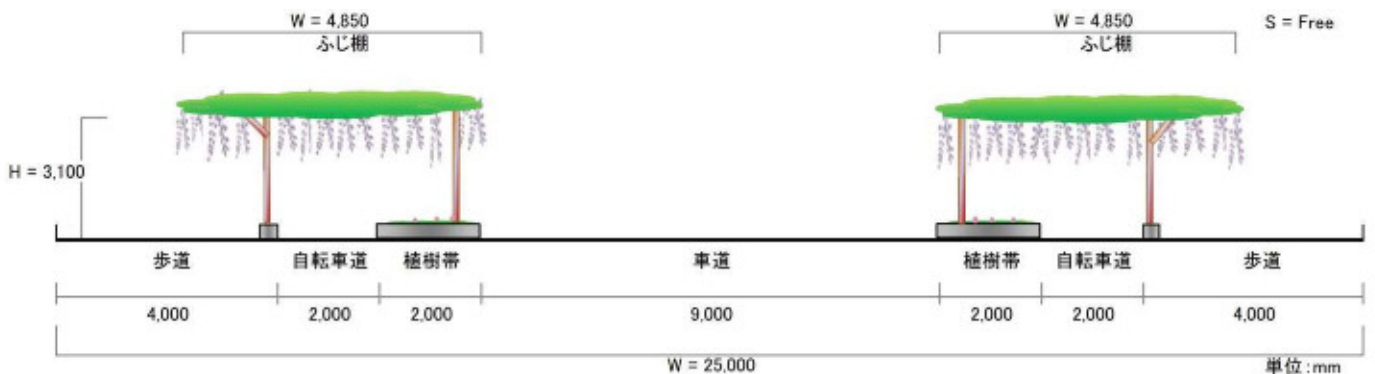 W = 4,850
ふじ棚
W = 4,850
ふじ棚
S = Free
H = 3,100
歩道 自転車道 植樹帯 車道 植樹帯 自転車道 歩道
4,000 2,000 2,000 9,000 2,000 2,000 4,000
W = 25,000
単位:mm